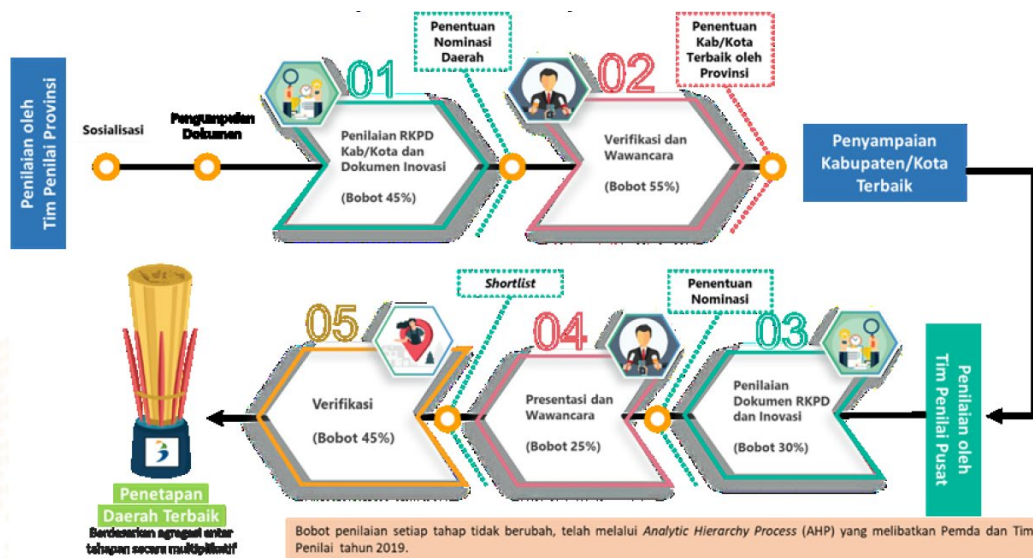 Penilaian oleh
Tim Penilai Provinsi
Sosialisasi
Pengumpulan
Dokumen
01
Penilaian RKPD
Kab/Kota dan
Dokumen Inovasi
(Bobot 45%)
Penentuan
Nominasi
Daerah
02
Verifikasi dan
Wawancara
(Bobot 55%)
Penentuan
Kab/Kota
Terbaik oleh
Provinsi
Penyampaian
Kabupaten/Kota
Terbaik
Penilaian oleh
Tim Penilai Pusat
03
Penilaian
Dokumen RKPD
dan Inovasi
(Bobot 30%)
Penentuan
Nominasi
04
Presentasi dan
Wawancara
(Bobot 25%)
Shortlist
05
Verifikasi
(Bobot 45%)
Penetapan
Daerah Terbaik
Berdasarkan agregasi antar
tahapan secara multiplikatif
Bobot penilaian setiap tahap tidak berubah, telah melalui Analytic Hierarchy Process (AHP) yang melibatkan Pemda dan Tim
Penilai tahun 2019.